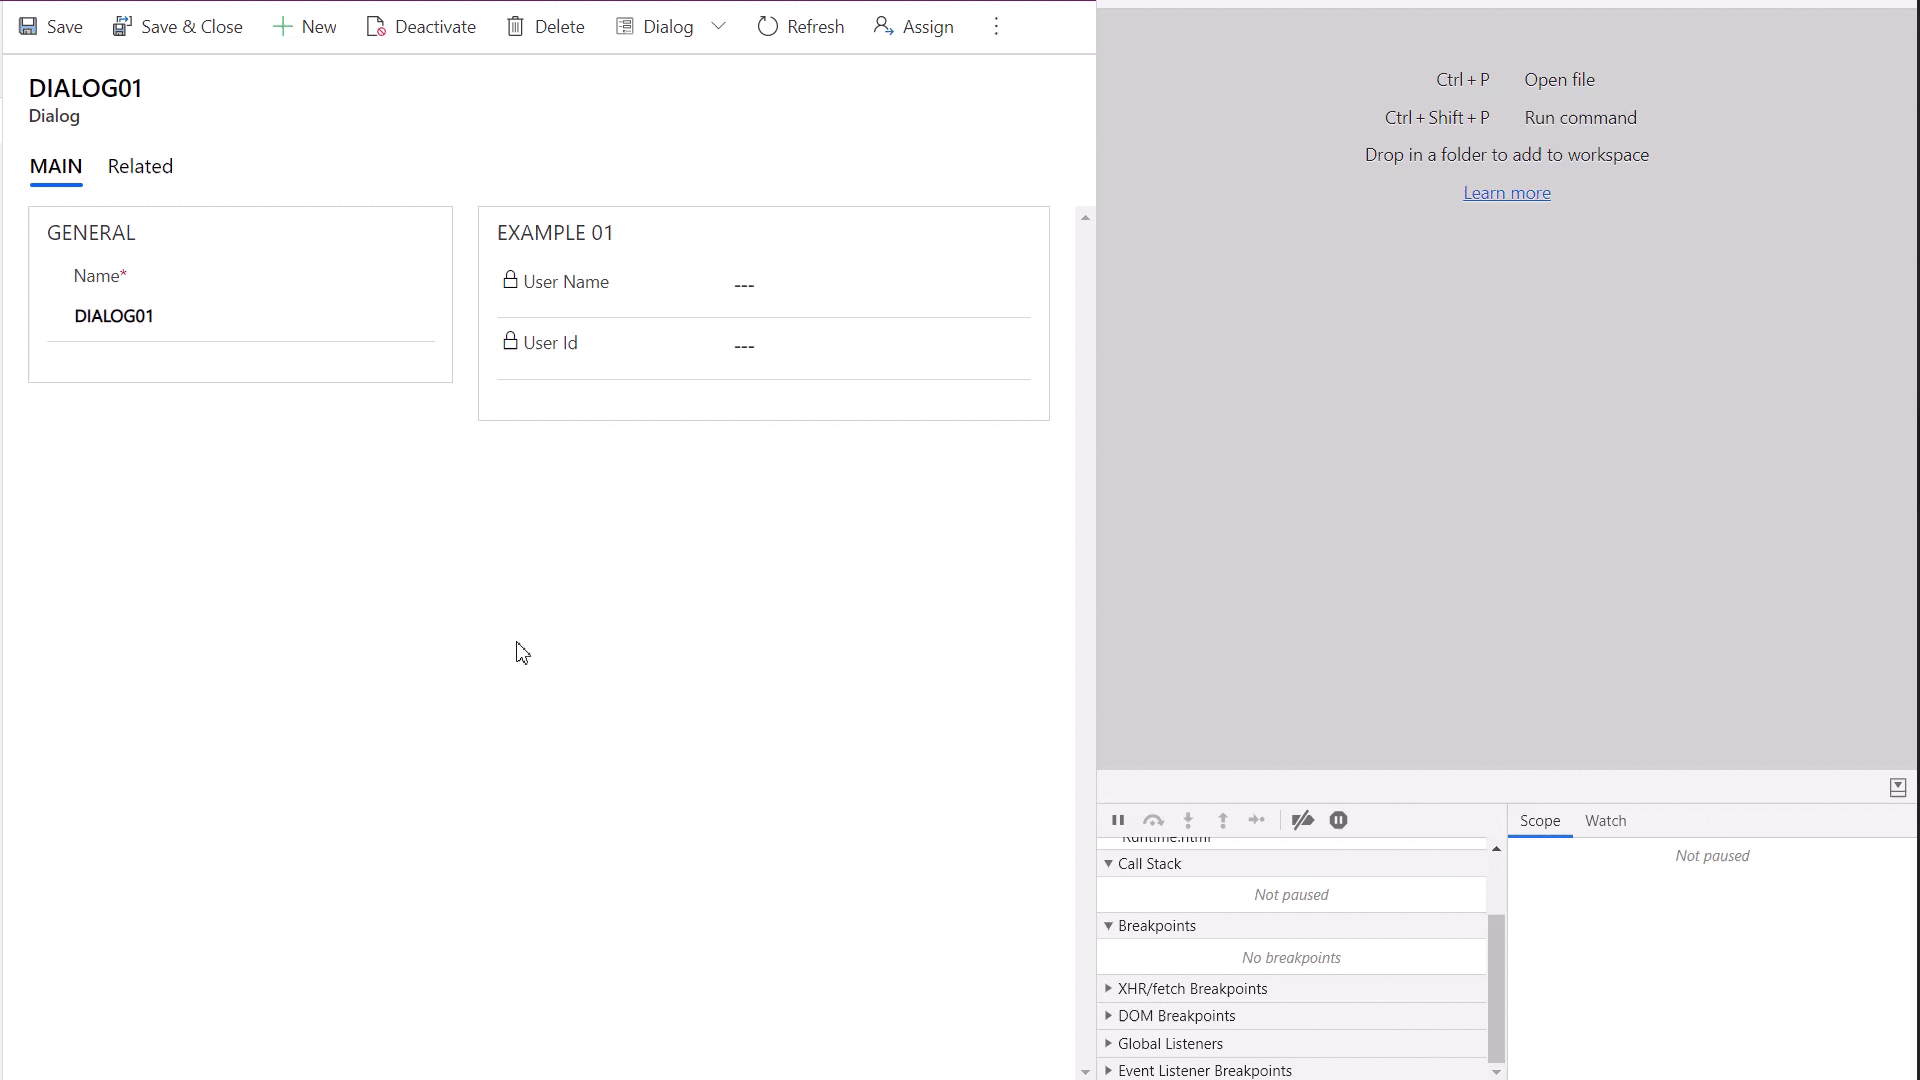 Save Save & Close New Deactivate Delete Dialog Refresh Assign
DIALOG01
Dialog
MAIN Related
GENERAL
Name*
DIALOG01
EXAMPLE 01
User Name ---
User Id ---
Ctrl + P Open file
Ctrl + Shift + P Run command
Drop in a folder to add to workspace
Learn more
Runtime.html
Call Stack
Not paused
Breakpoints
No breakpoints
XHR/fetch Breakpoints
DOM Breakpoints
Global Listeners
Event Listener Breakpoints
Scope Watch
Not paused